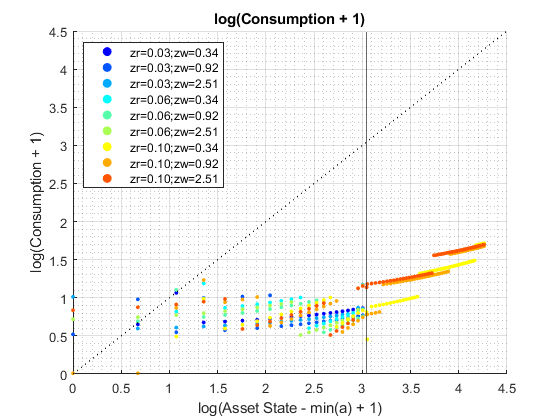 log(Consumption + 1)
4.5
4
3.5
3
2.5
2
1.5
1
0.5
0
log(Consumption + 1)
zr=0.03;zw=0.34
zr=0.03;zw=0.92
zr=0.03;zw=2.51
zr=0.06;zw=0.34
zr=0.06;zw=0.92
zr=0.06;zw=2.51
zr=0.10;zw=0.34
zr=0.10;zw=0.92
zr=0.10;zw=2.51
0 0.5 1 1.5 2 2.5 3 3.5 4 4.5
log(Asset State - min(a) + 1)